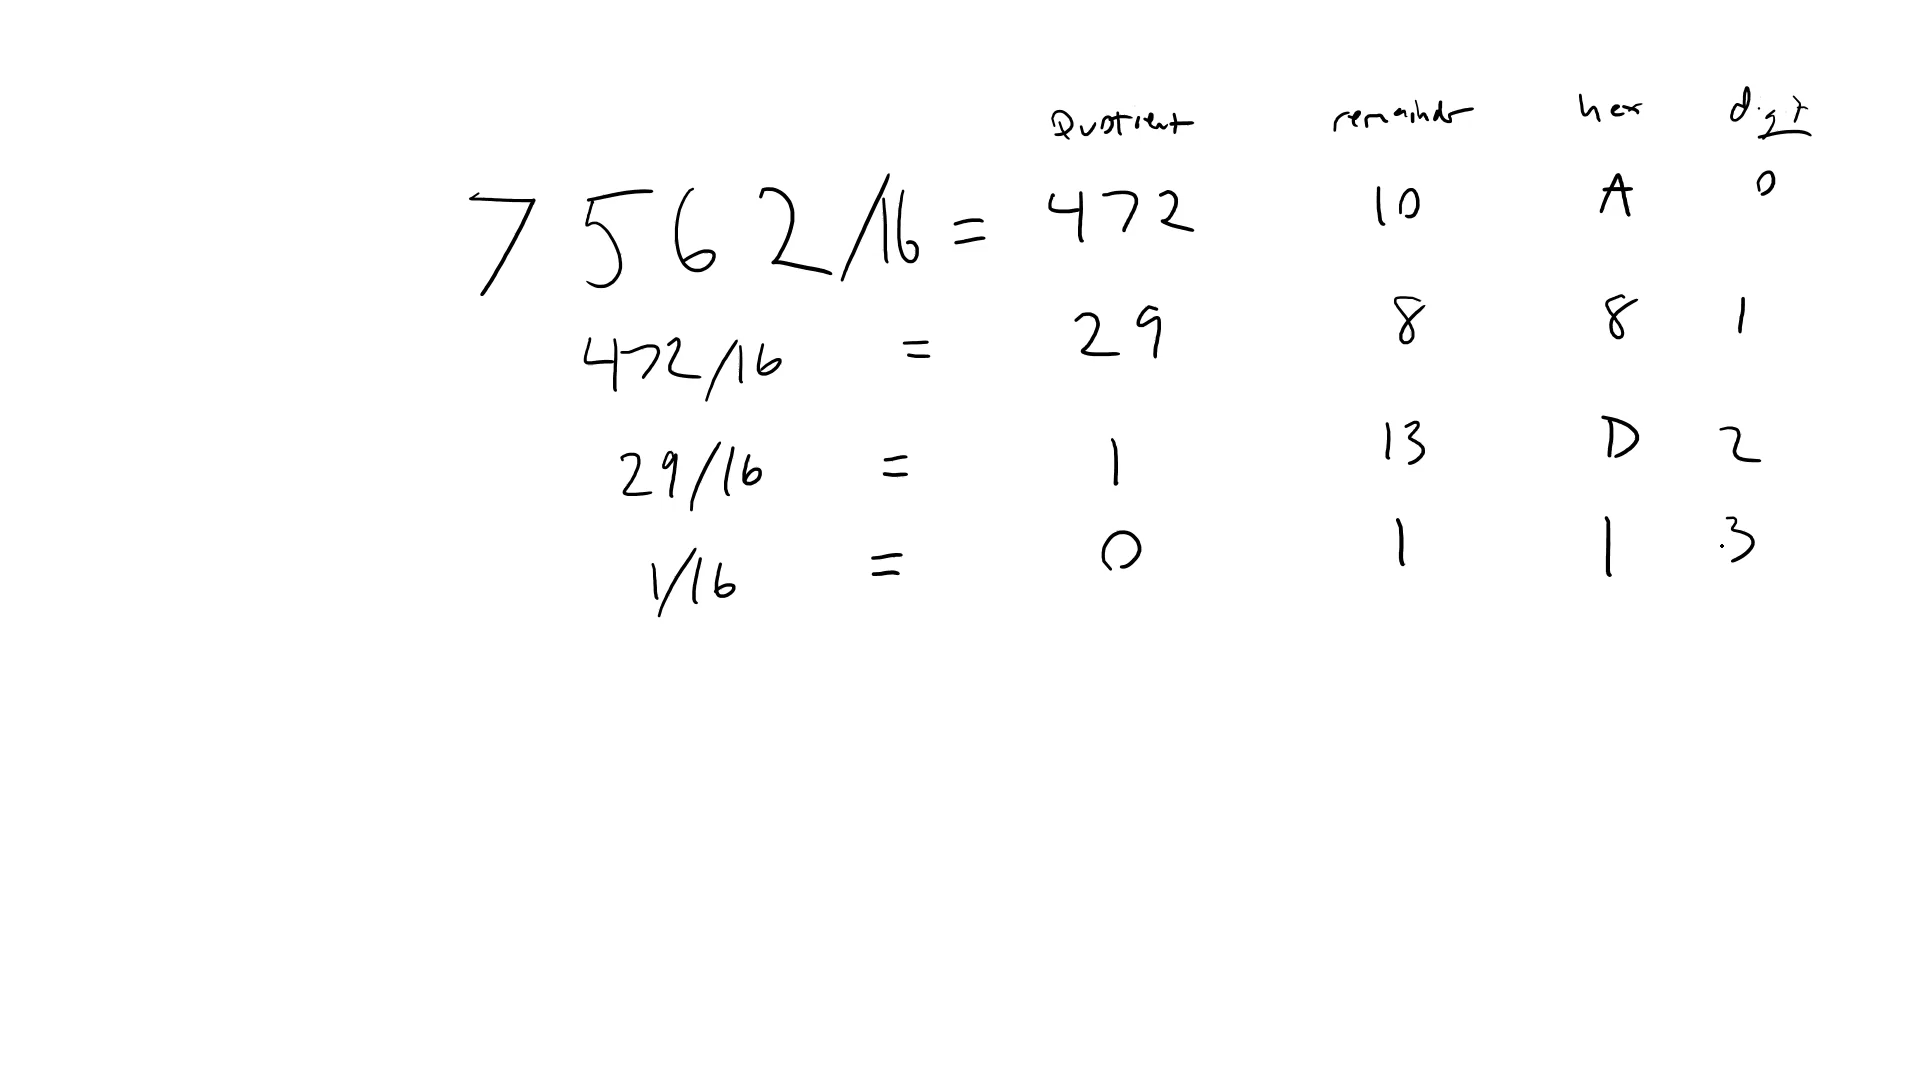 Quotient remainder hex digit
7562/16 = 472 10 A 0
472/16 = 29 8 8 1
29/16 = 1 13 D 2
1/16 = 0 1 1 3